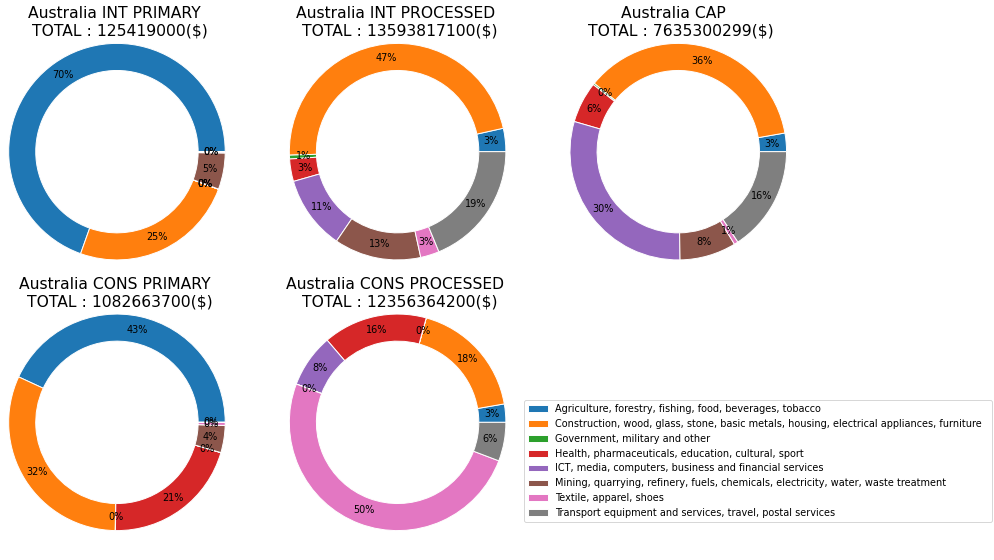 Australia INT PRIMARY
TOTAL : 125419000($)
70%
25%
0%
0%
5%
0%
0%
Australia INT PROCESSED
TOTAL : 13593817100($)
3%
47%
1%
3%
11%
13%
3%
19%
Australia CAP
TOTAL : 7635300299($)
3%
36%
0%
6%
30%
8%
1%
16%
Australia CONS PRIMARY
TOTAL : 1082663700($)
43%
32%
0%
21%
0%
4%
0%
0%
Australia CONS PROCESSED
TOTAL : 12356364200($)
3%
18%
0%
16%
8%
0%
50%
6%
Agriculture, forestry, fishing, food, beverages, tobacco
Construction, wood, glass, stone, basic metals, housing, electrical appliances, furniture
Government, military and other
Health, pharmaceuticals, education, cultural, sport
ICT, media, computers, business and financial services
Mining, quarrying, refinery, fuels, chemicals, electricity, water, waste treatment
Textile, apparel, shoes
Transport equipment and services, travel, postal services